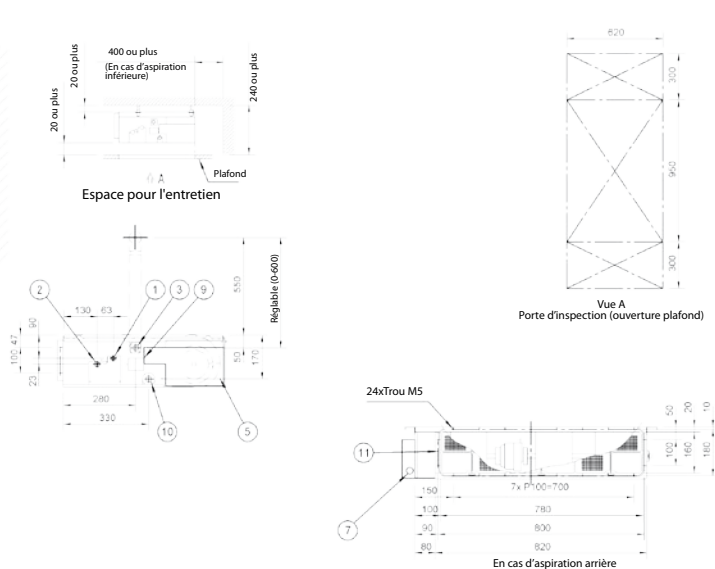 20 ou plus
20 ou plus
400 ou plus
(En cas d'aspiration
inférieure)
240 ou plus
A
Plafond
Espace pour l'entretien
620
300
950
300
Vue A
Porte d'inspection (ouverture plafond)
550
Réglable (0-600)
2
1
3
9
130
63
90
47
100
23
50
170
280
330
10
5
24xTrou M5
50
20
10
11
100
160
180
7x P100=700
150
7
100
780
90
800
80
820
En cas d'aspiration arrière